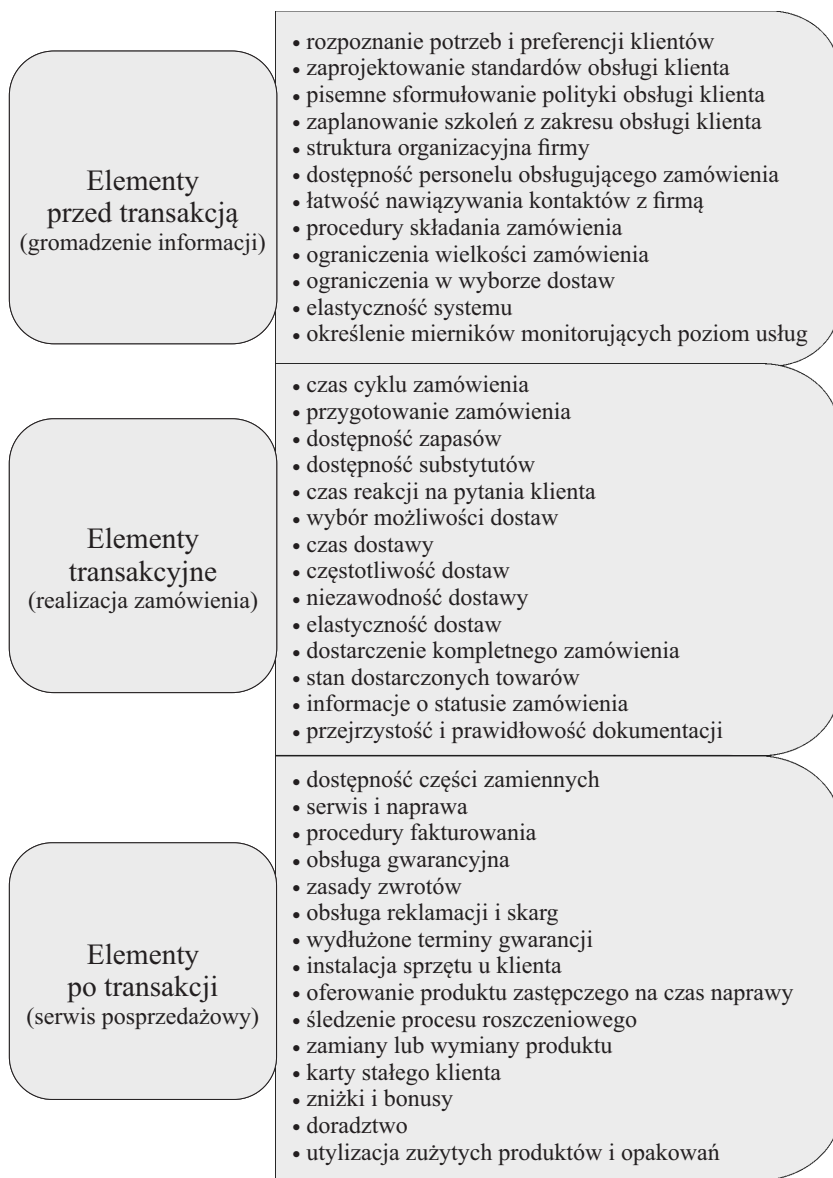 Elementy
przed transakcją
(gromadzenie informacji)
• rozpoznanie potrzeb i preferencji klientów
• zaprojektowanie standardów obsługi klienta
• pisemne sformułowanie polityki obsługi klienta
• zaplanowanie szkoleń z zakresu obsługi klienta
• struktura organizacyjna firmy
• dostępność personelu obsługującego zamówienia
• łatwość nawiązywania kontaktów z firmą
• procedury składania zamówienia
• ograniczenia wielkości zamówienia
• ograniczenia w wyborze dostaw
• elastyczność systemu
• określenie mierników monitorujących poziom usług
Elementy
transakcyjne
(realizacja zamówienia)
• czas cyklu zamówienia
• przygotowanie zamówienia
• dostępność zapasów
• dostępność substytutów
• czas reakcji na pytania klienta
• wybór możliwości dostaw
• czas dostawy
• częstotliwość dostaw
• niezawodność dostawy
• elastyczność dostaw
• dostarczenie kompletnego zamówienia
• stan dostarczonych towarów
• informacje o statusie zamówienia
• przejrzystość i prawidłowość dokumentacji
Elementy
po transakcji
(serwis posprzedażowy)
• dostępność części zamiennych
• serwis i naprawa
• procedury fakturowania
• obsługa gwarancyjna
• zasady zwrotów
• obsługa reklamacji i skarg
• wydłużone terminy gwarancji
• instalacja sprzętu u klienta
• oferowanie produktu zastępczego na czas naprawy
• śledzenie procesu roszczeniowego
• zamiany lub wymiany produktu
• karty stałego klienta
• zniżki i bonusy
• doradztwo
• utylizacja zużytych produktów i opakowań